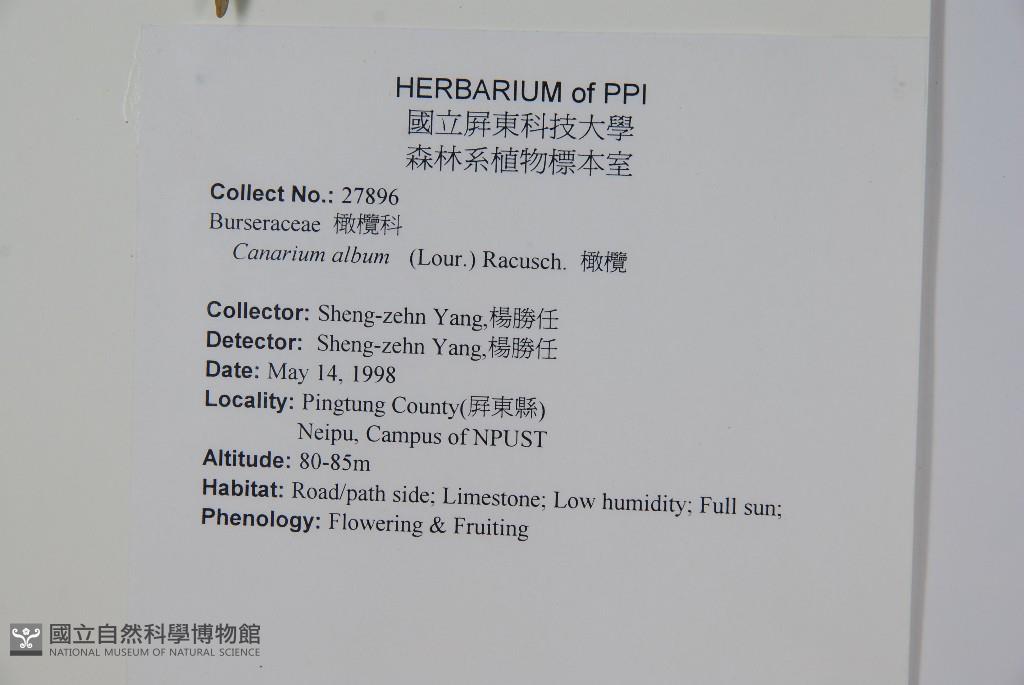 HERBARIUM of PPI
國立屏東科技大學
森林系植物標本室
Collect No.: 27896
Burseraceae 橄欖科
Canarium album (Lour.) Racusch. 橄欖
Collector: Sheng-zehn Yang,楊勝任
Detector: Sheng-zehn Yang,楊勝任
Date: May 14, 1998
Locality: Pingtung County(屏東縣)
Neipu, Campus of NPUST
Altitude: 80-85m
Habitat: Road/path side; Limestone; Low humidity; Full sun;
Phenology: Flowering & Fruiting
國立自然科學博物館
NATIONAL MUSEUM OF NATURAL SCIENCE